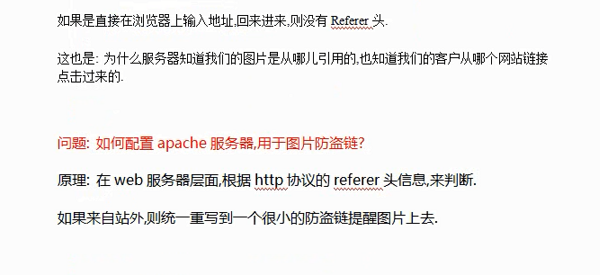 如果是直接在浏览器上输入地址,回来进来,则没有 Referer 头.
这也是: 为什么服务器知道我们的图片是从哪儿引用的,也知道我们的客户从哪个网站链接
点击过来的.
问题: 如何配置 apache 服务器,用于图片防盗链?
原理: 在 web 服务器层面,根据 http 协议的 referer 头信息,来判断.
如果来自站外,则统一重写到一个很小的防盗链提醒图片上去.